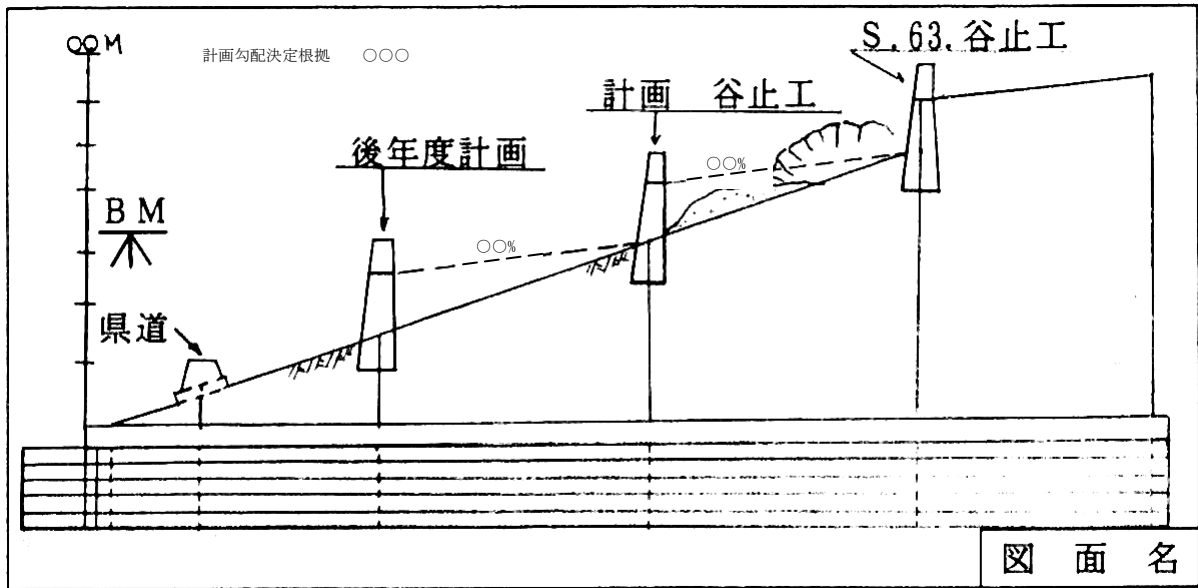 ○○M
計画勾配決定根拠　○○○
S.63.谷止工
計画　谷止工
○○%
後年度計画
BM
○○%
県道
図　面　名